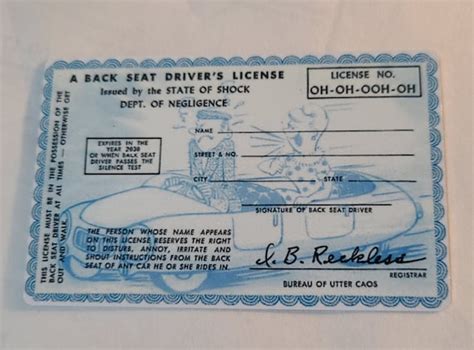 A BACK SEAT DRIVER'S LICENSE
Issued by the STATE OF SHOCK
DEPT. OF NEGLIGENCE
LICENSE NO.
OH-OH-OOH-OH
EXPIRES IN THE
YEAR 2030
OR WHEN BALK SEAT
DRIVER PASSES THE
SILENCE TEST
NAME
STREET & NO.
CITY STATE
SIGNATURE OF BACK SEAT DRIVER
THE PERSON WHOSE NAME APPEARS
ON THIS LICENSE RESERVES THE RIGHT
TO DISTURB, ANNOY, IRRITATE AND
SHOUT INSTRUCTIONS FROM THE BACK
SEAT OF ANY CAR HE OR SHE RIDES IN.
I. B. Reckless
REGISTRAR
BUREAU OF UTTER CAOS
THIS LICENSE MUST BE IN THE POSSESSION OF THE
BACK SEAT DRIVER AT ALL TIMES — OTHERWISE GET
OUT AND WALK